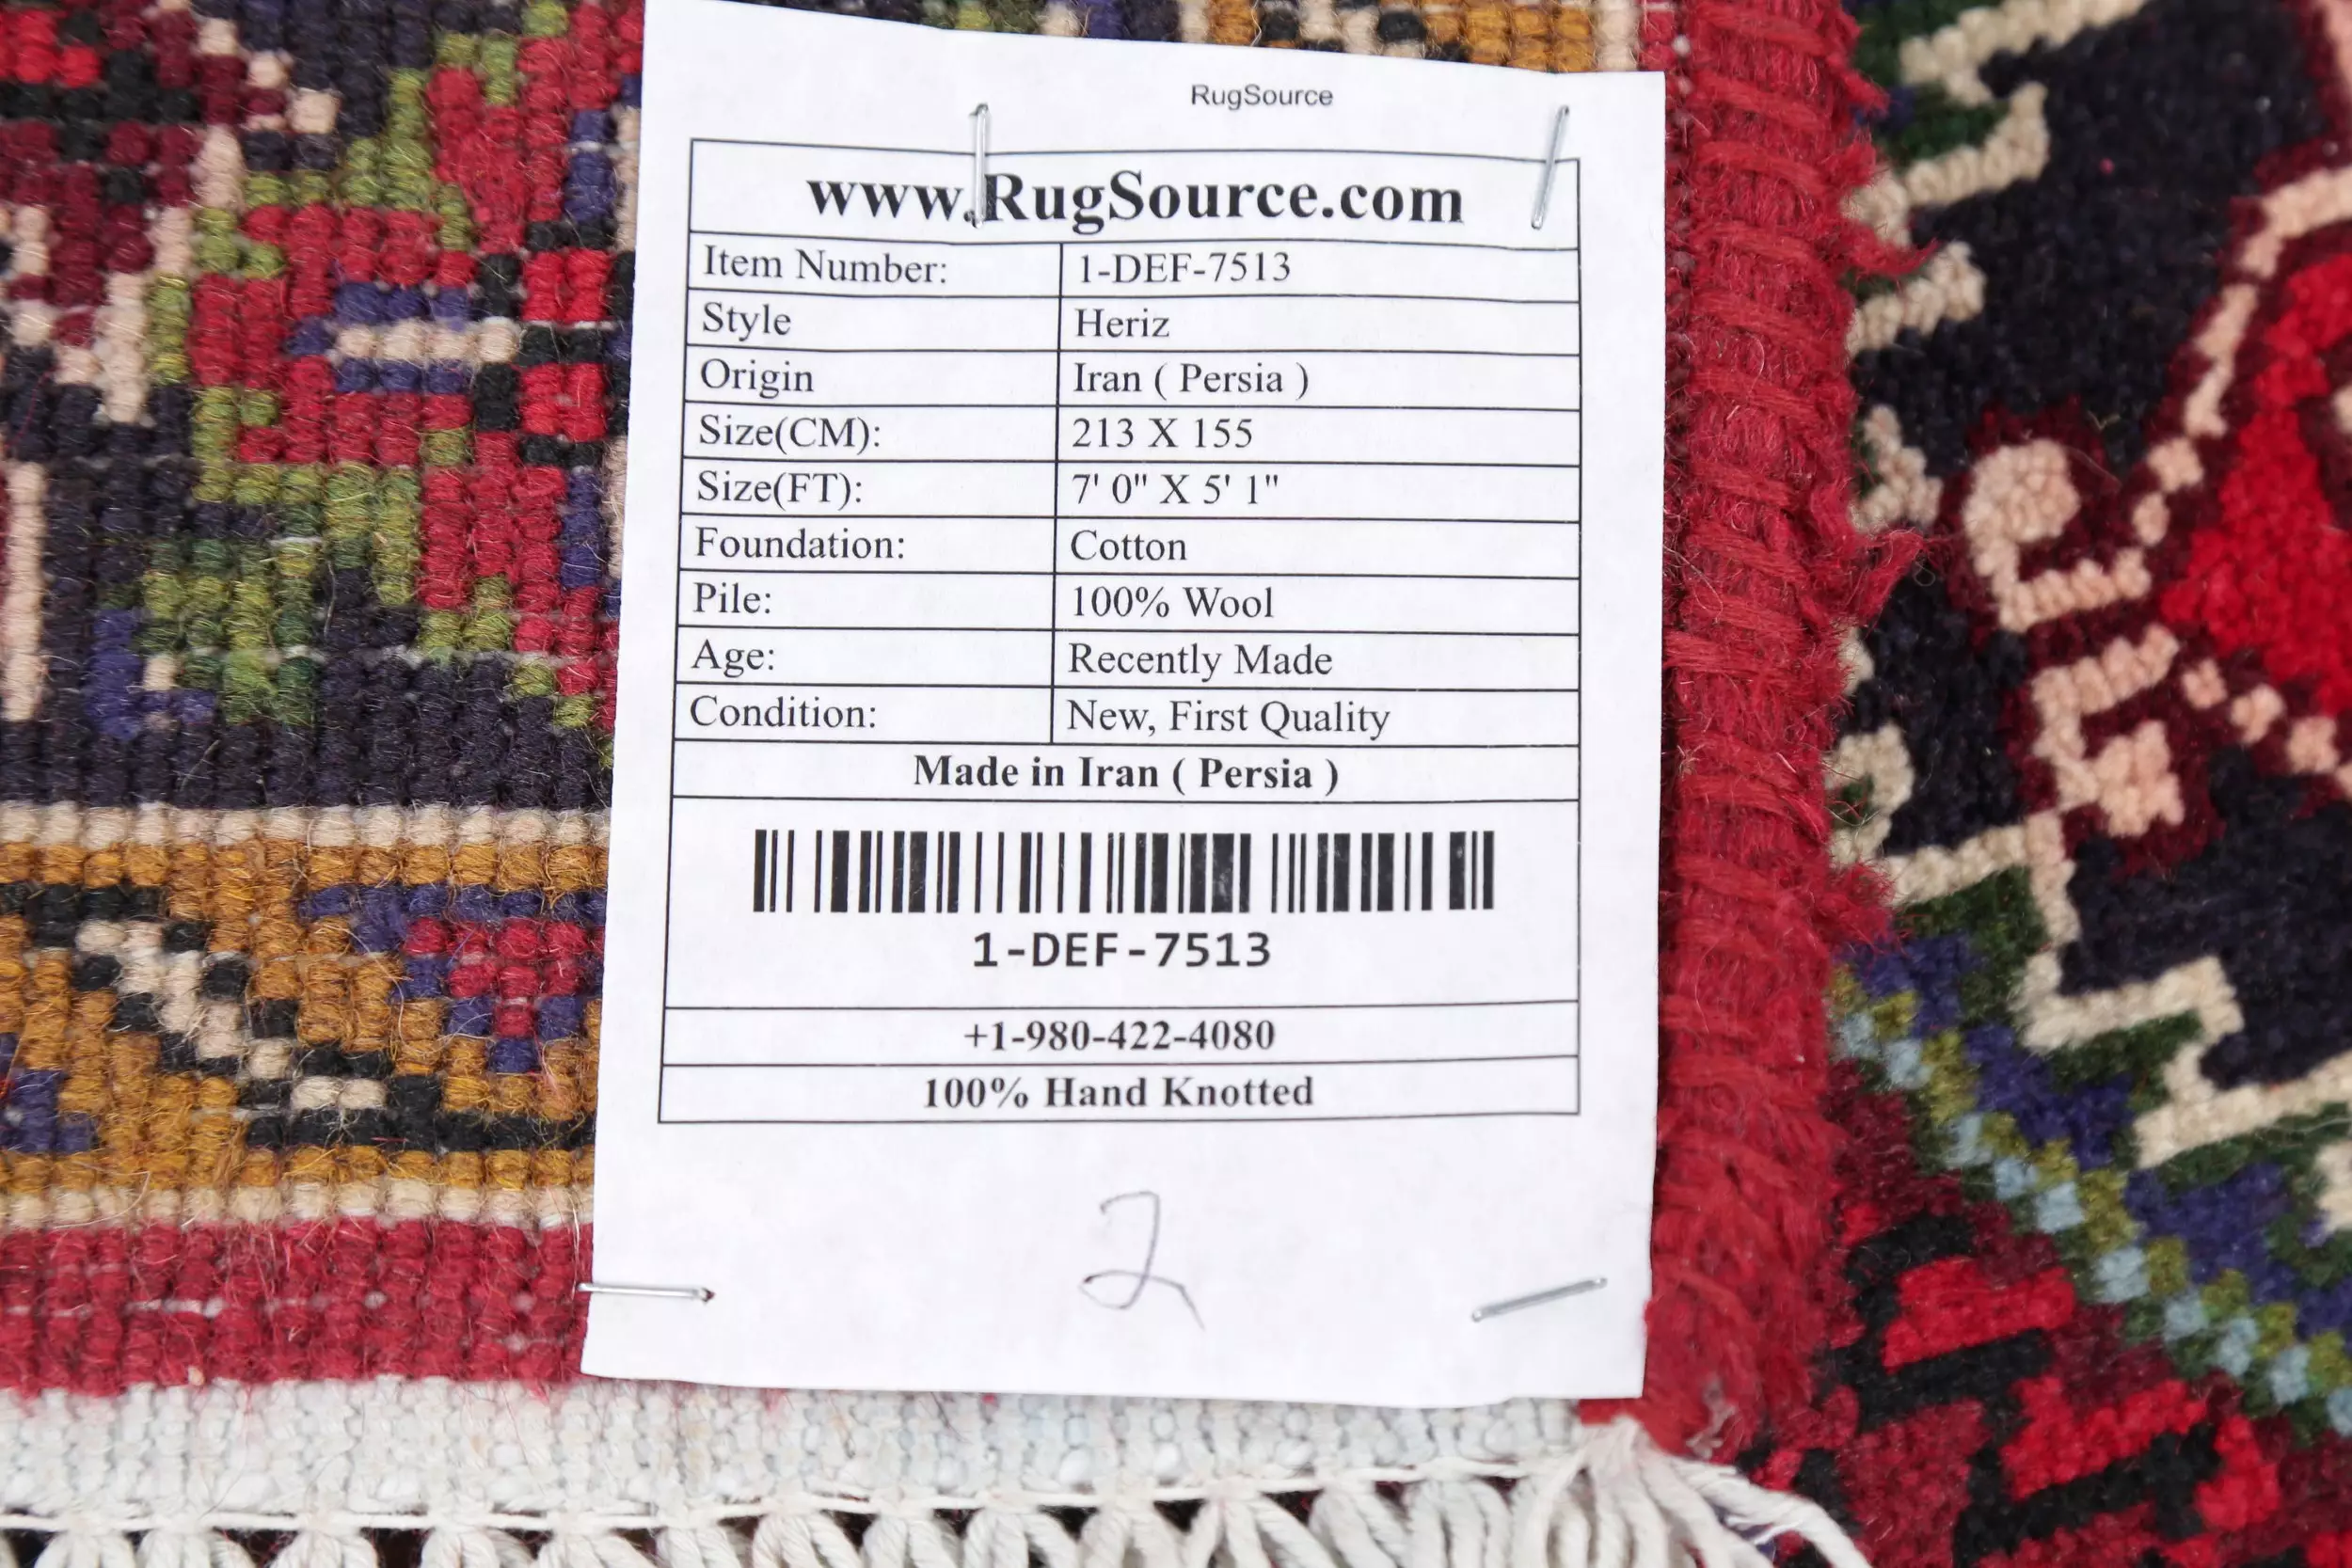 RugSource
www.RugSource.com
Item Number: 1-DEF-7513
Style Heriz
Origin Iran ( Persia )
Size(CM): 213 X 155
Size(FT): 7' 0" X 5' 1"
Foundation: Cotton
Pile: 100% Wool
Age: Recently Made
Condition: New, First Quality
Made in Iran ( Persia )
1-DEF-7513
+1-980-422-4080
100% Hand Knotted
2